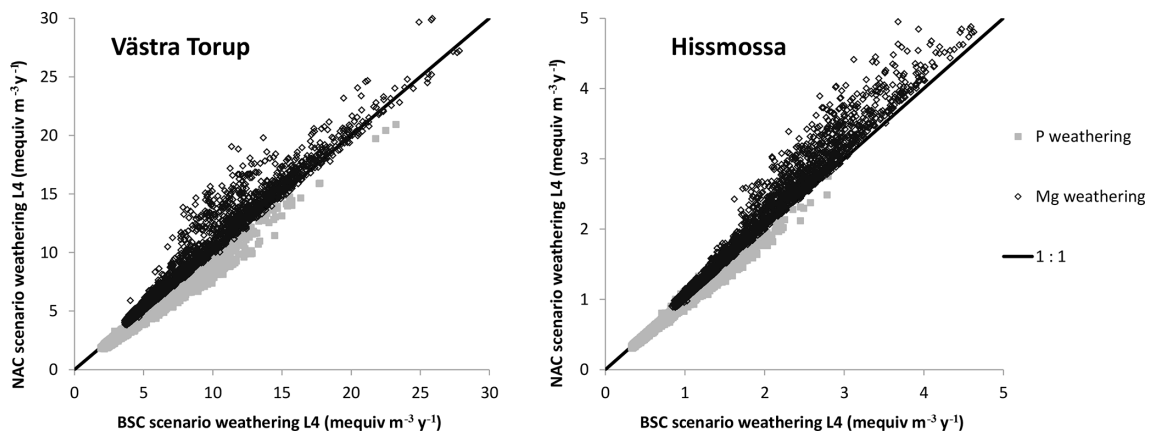 Västra Torup
NAC scenario weathering L4 (mequiv m⁻³ y⁻¹)
30
25
20
15
10
5
0
0 5 10 15 20 25 30
BSC scenario weathering L4 (mequiv m⁻³ y⁻¹)
Hissmossa
NAC scenario weathering L4 (mequiv m⁻³y⁻¹)
5
4
3
2
1
0
0 1 2 3 4 5
BSC scenario weathering L4 (mequiv m⁻³ y⁻¹)
P weathering
Mg weathering
1 : 1